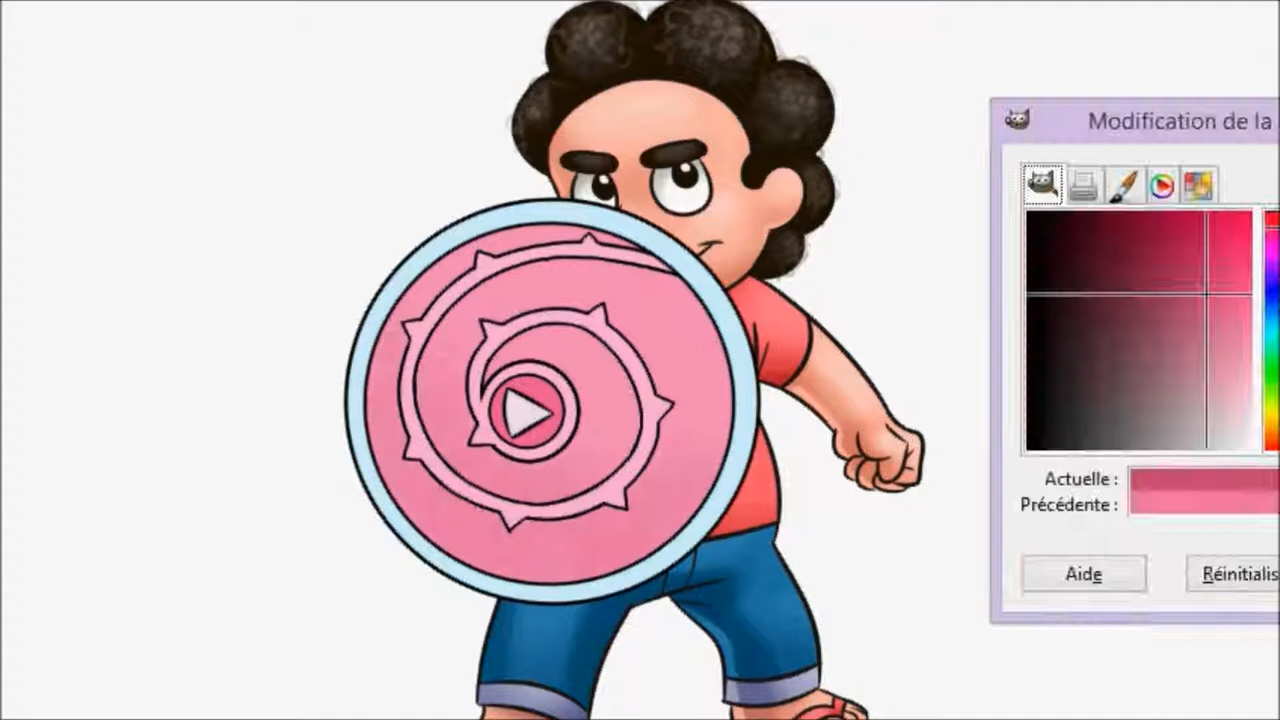 Modification de la
Actuelle :
Précédente :
Aide
Réinitialis